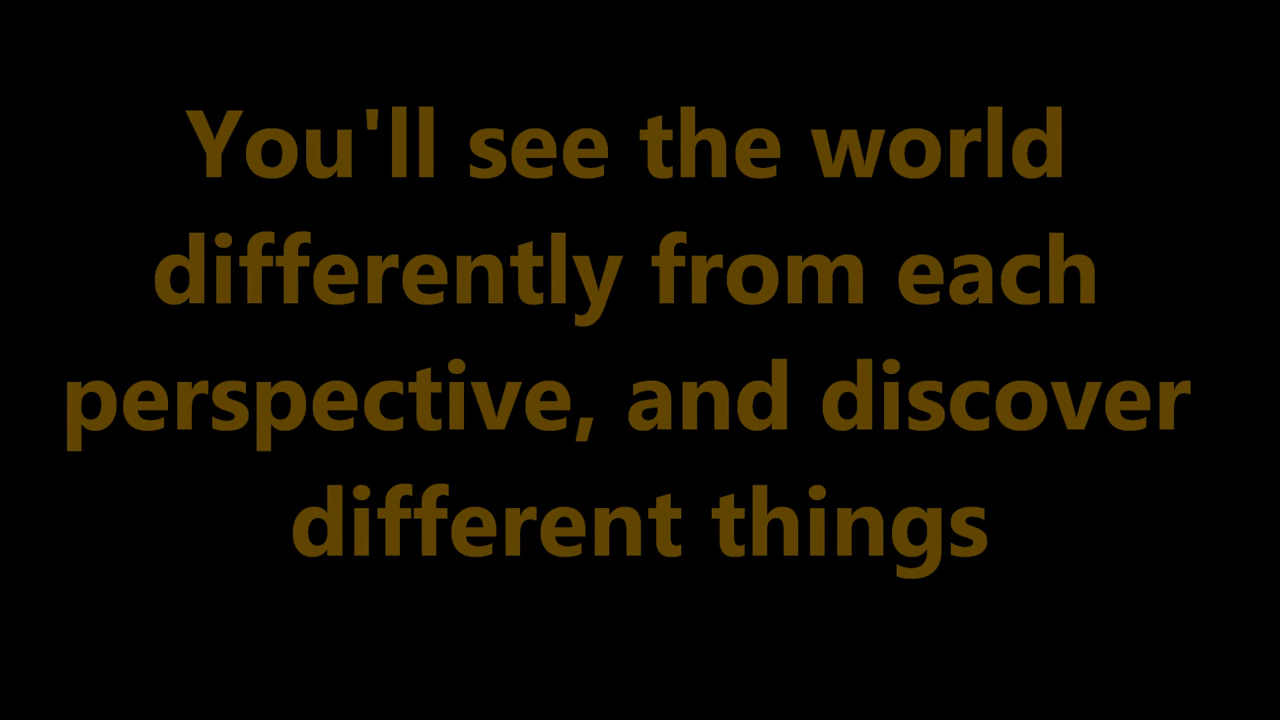 You'll see the world
differently from each
perspective, and discover
different things